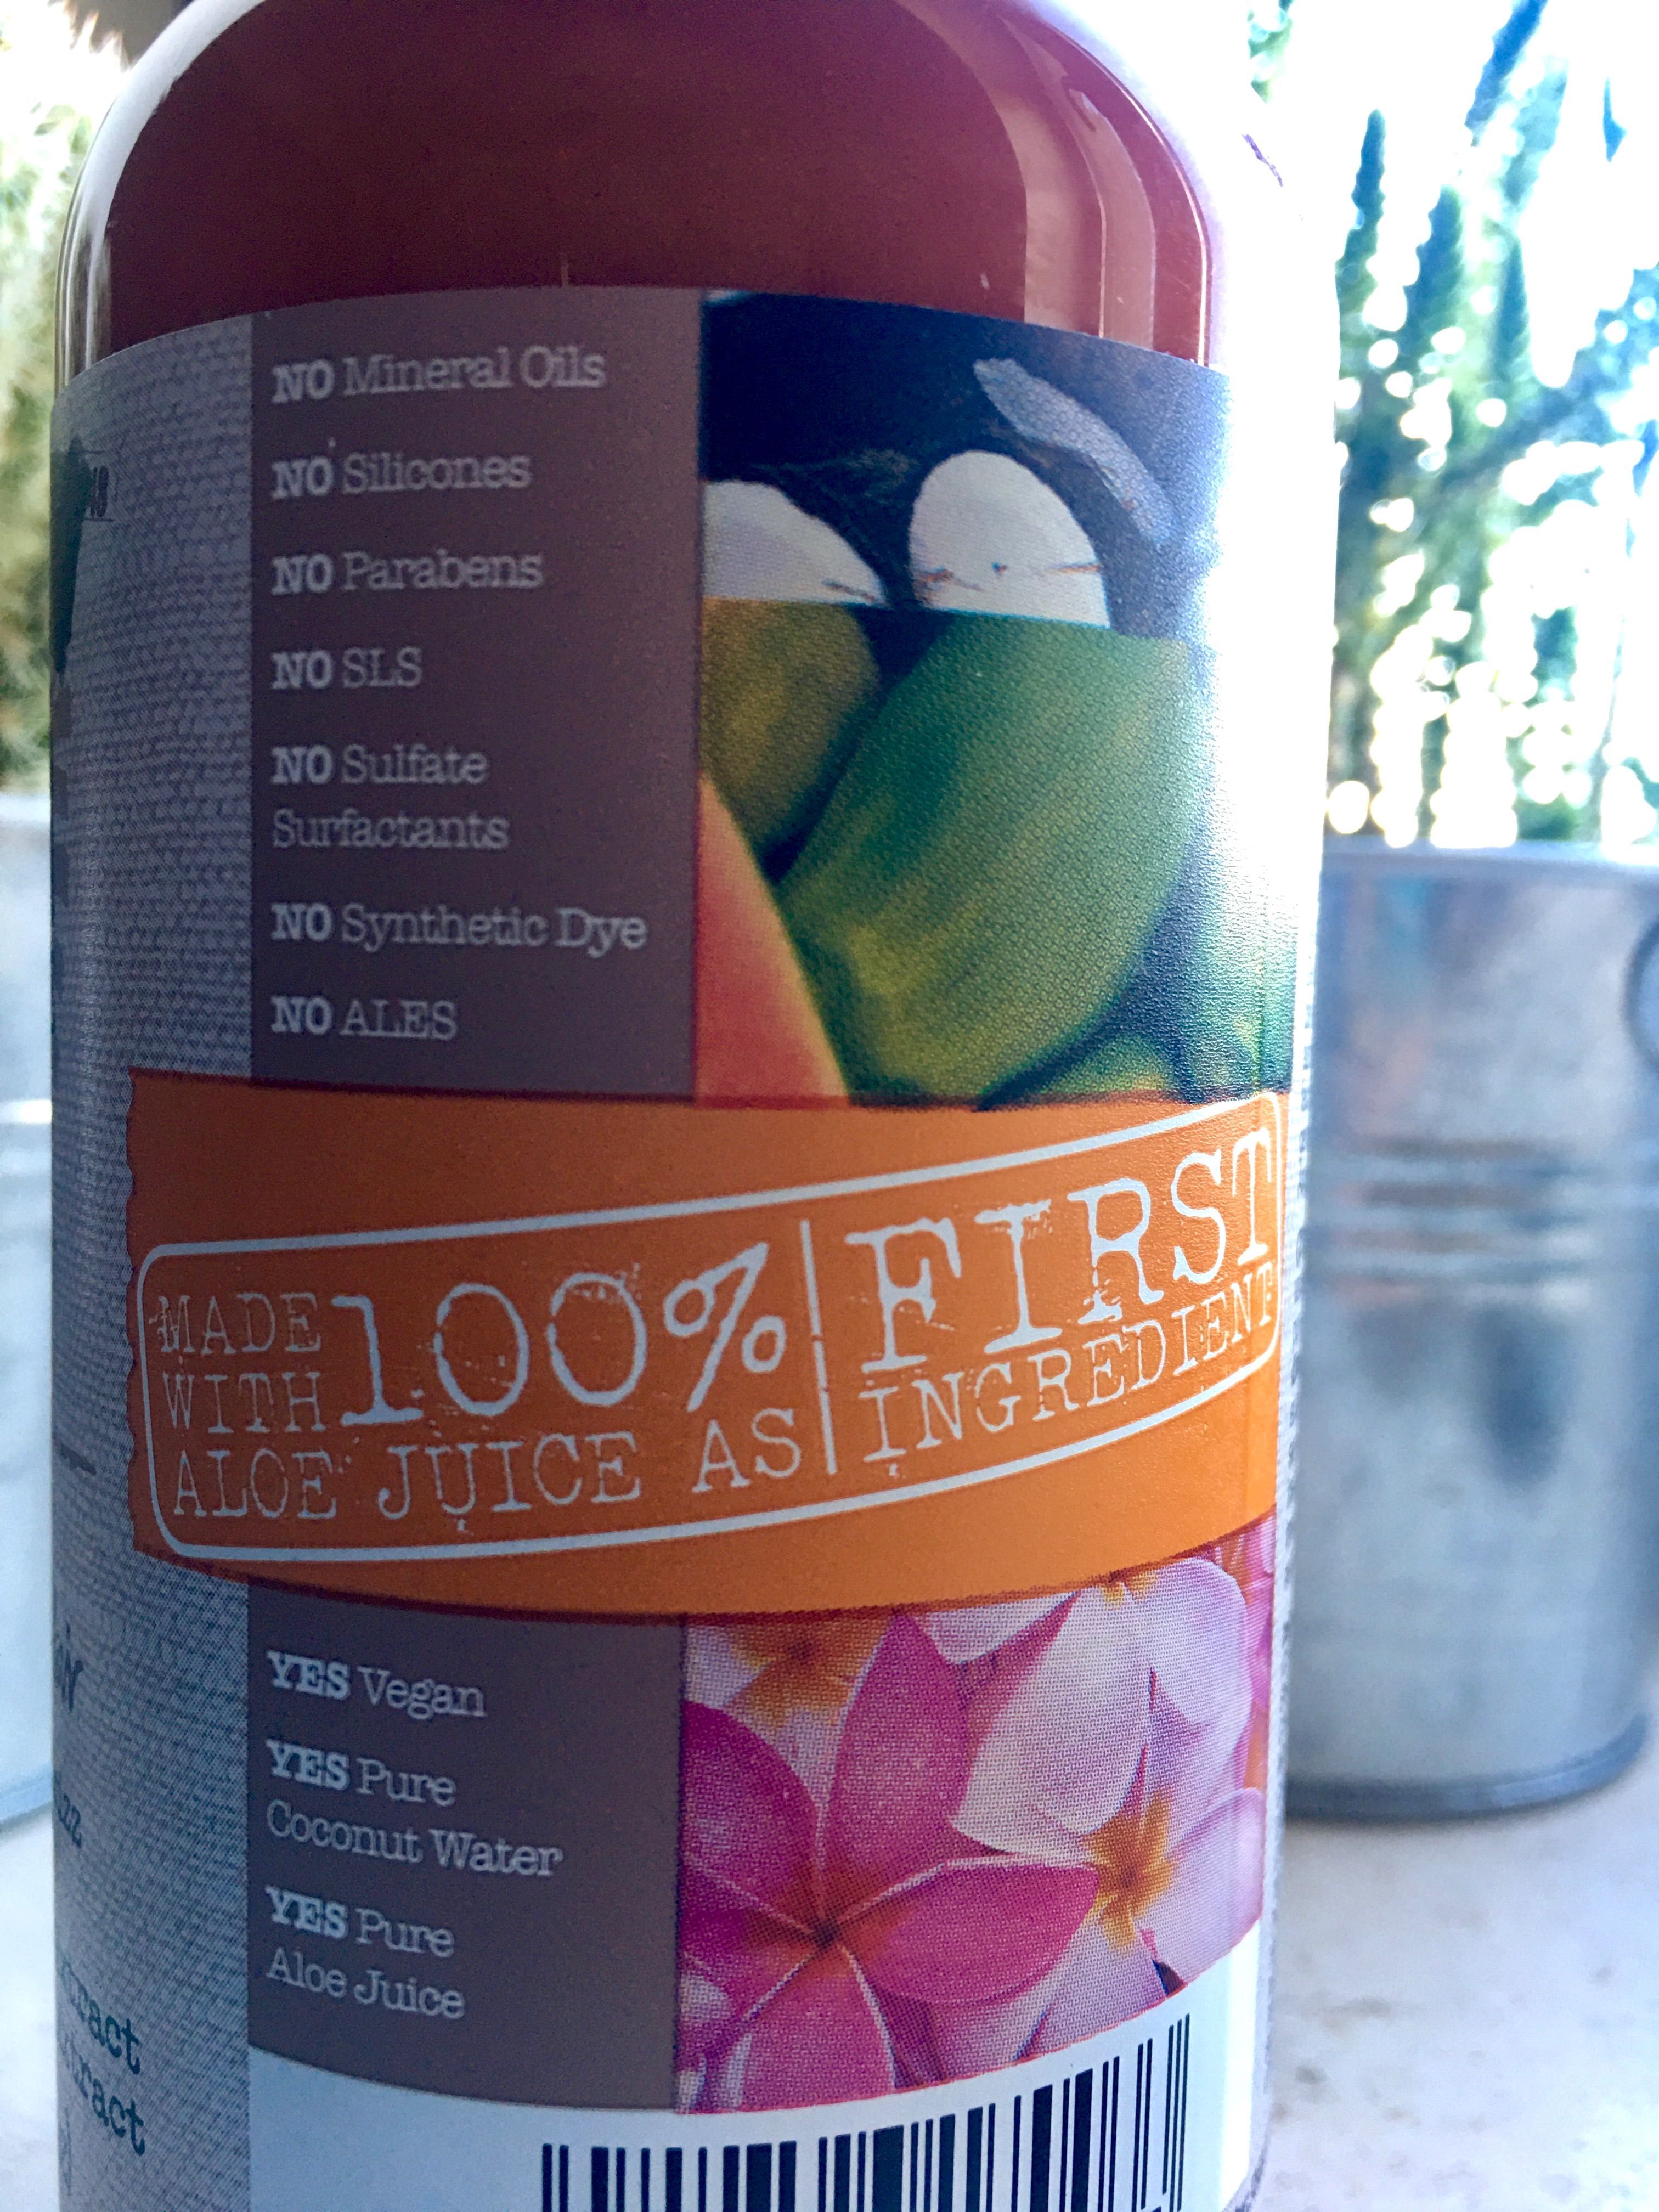 NO Mineral Oils
NO Silicones
NO Parabens
NO SLS
NO Sulfate
Surfactants
NO Synthetic Dye
NO ALES
MADE
WITH 100%
ALOE JUICE AS
FIRST
INGREDIENT
YES Vegan
YES Pure
Coconut Water
YES Pure
Aloe Juice